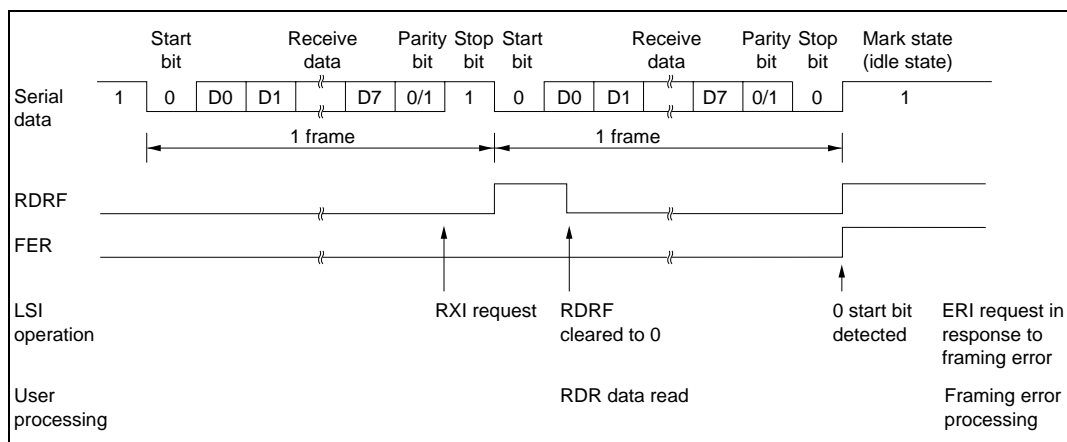 Start bit
Receive data
Parity bit
Stop bit
Start bit
Receive data
Parity bit
Stop bit
Mark state (idle state)
Serial data
1 0 D0 D1 D7 0/1 1 0 D0 D1 D7 0/1 0 1
1 frame 1 frame
RDRF
FER
LSI operation
RXI request
RDRF cleared to 0
0 start bit detected
ERI request in response to framing error
User processing
RDR data read
Framing error processing